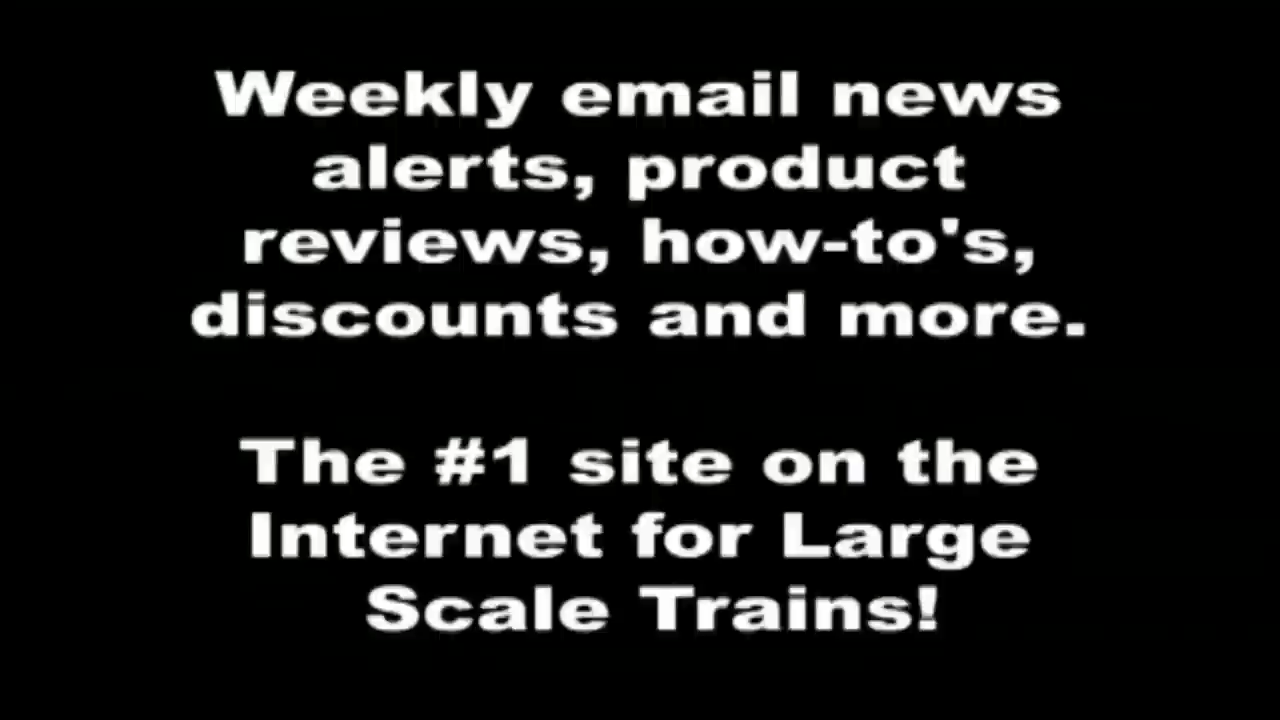 Weekly email news
alerts, product
reviews, how-to's,
discounts and more.
The #1 site on the
Internet for Large
Scale Trains!